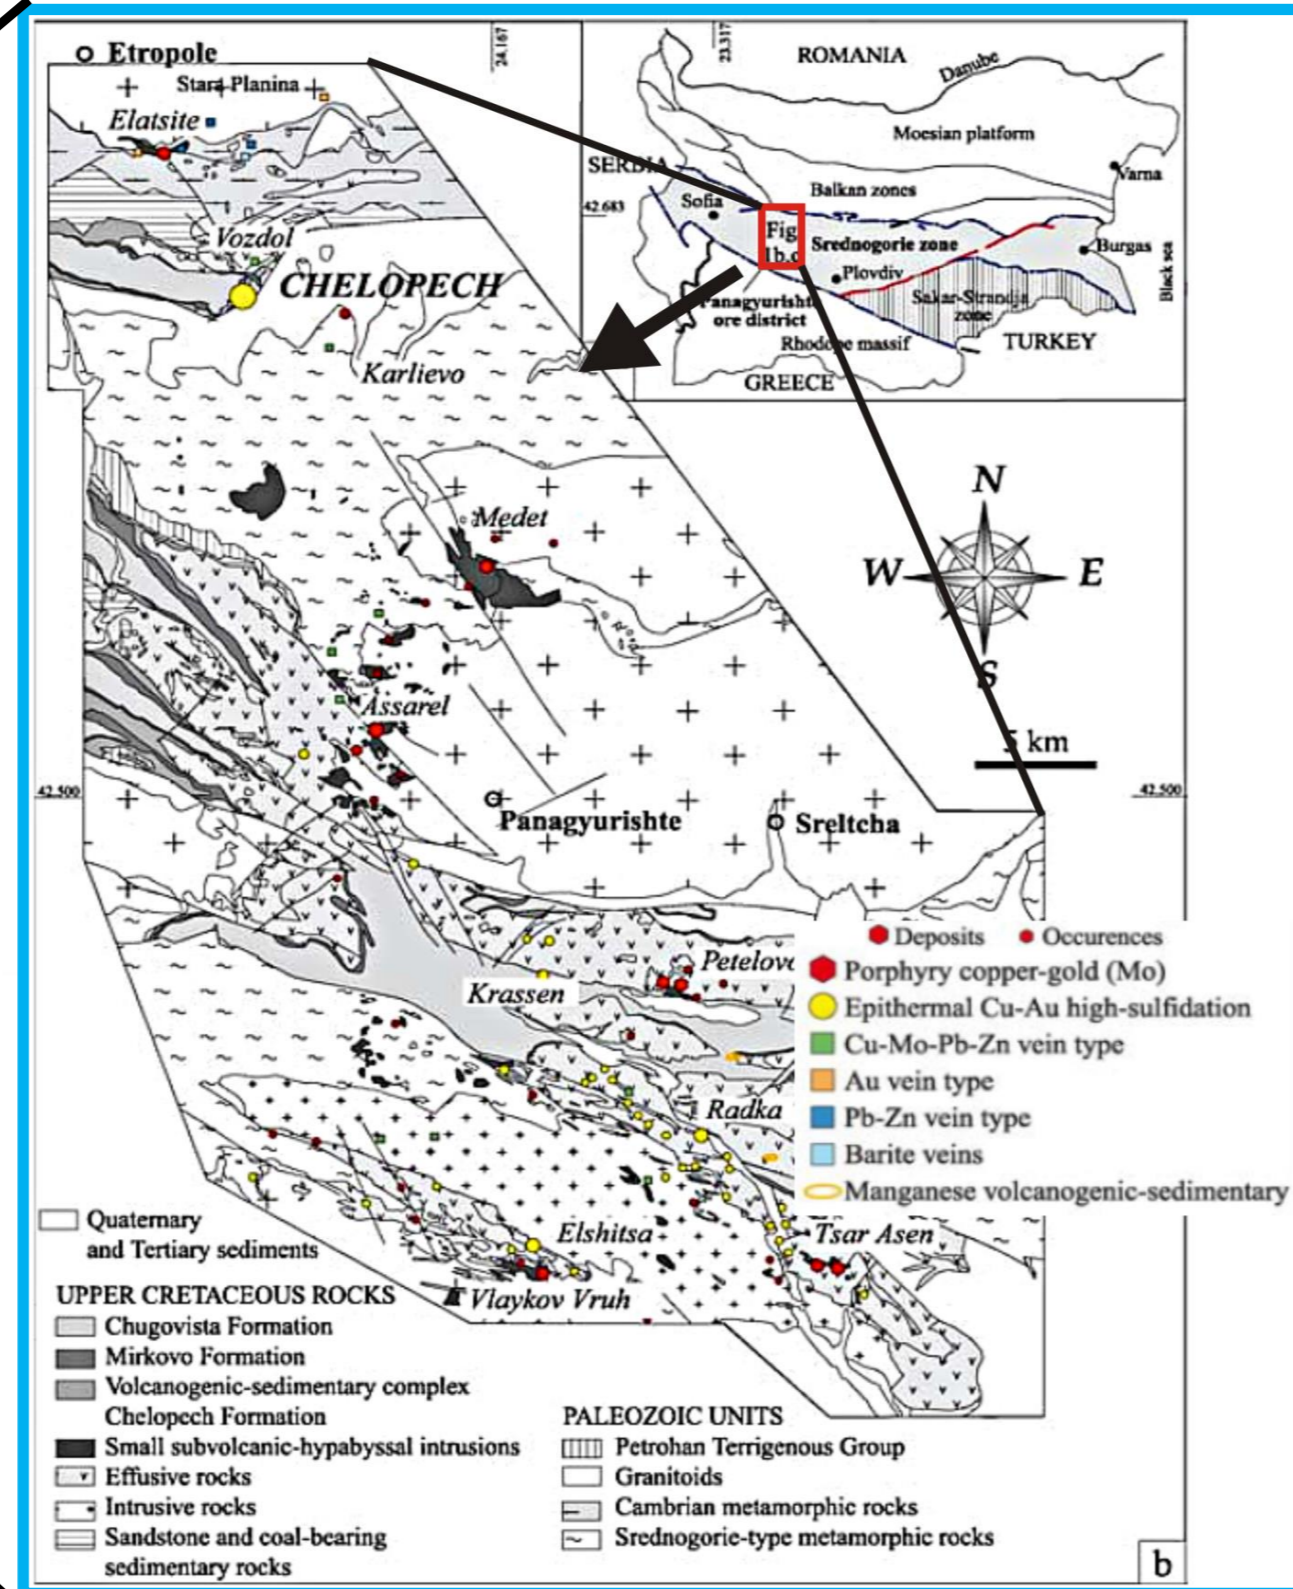 Etropole
Stara Planina
Elatsite
Vozdol
CHELOPECH
Karlievo
24.167
23.317
ROMANIA
Danube
Moesian platform
SERBIA
Varna
Balkan zones
Sofia
42.683
Fig
1b.c
Srednogorie zone
Burgas
Plovdiv
Black sea
Panagyurishte
ore district
Sakar-Strandja
zone
Rhodope massif
TURKEY
GREECE
N
W
E
S
5 km
Medet
Assarel
42.500
42.500
Panagyurishte
Sreltcha
Petelovo
Krassen
Radka
Elshitsa
Tsar Asen
Vlaykov Vruh
Deposits
Occurences
Porphyry copper-gold (Mo)
Epithermal Cu-Au high-sulfidation
Cu-Mo-Pb-Zn vein type
Au vein type
Pb-Zn vein type
Barite veins
Manganese volcanogenic-sedimentary
Quaternary
and Tertiary sediments
UPPER CRETACEOUS ROCKS
Chugovista Formation
Mirkovo Formation
Volcanogenic-sedimentary complex
Chelopech Formation
Small subvolcanic-hypabyssal intrusions
Effusive rocks
Intrusive rocks
Sandstone and coal-bearing
sedimentary rocks
PALEOZOIC UNITS
Petrohan Terrigenous Group
Granitoids
Cambrian metamorphic rocks
Srednogorie-type metamorphic rocks
b